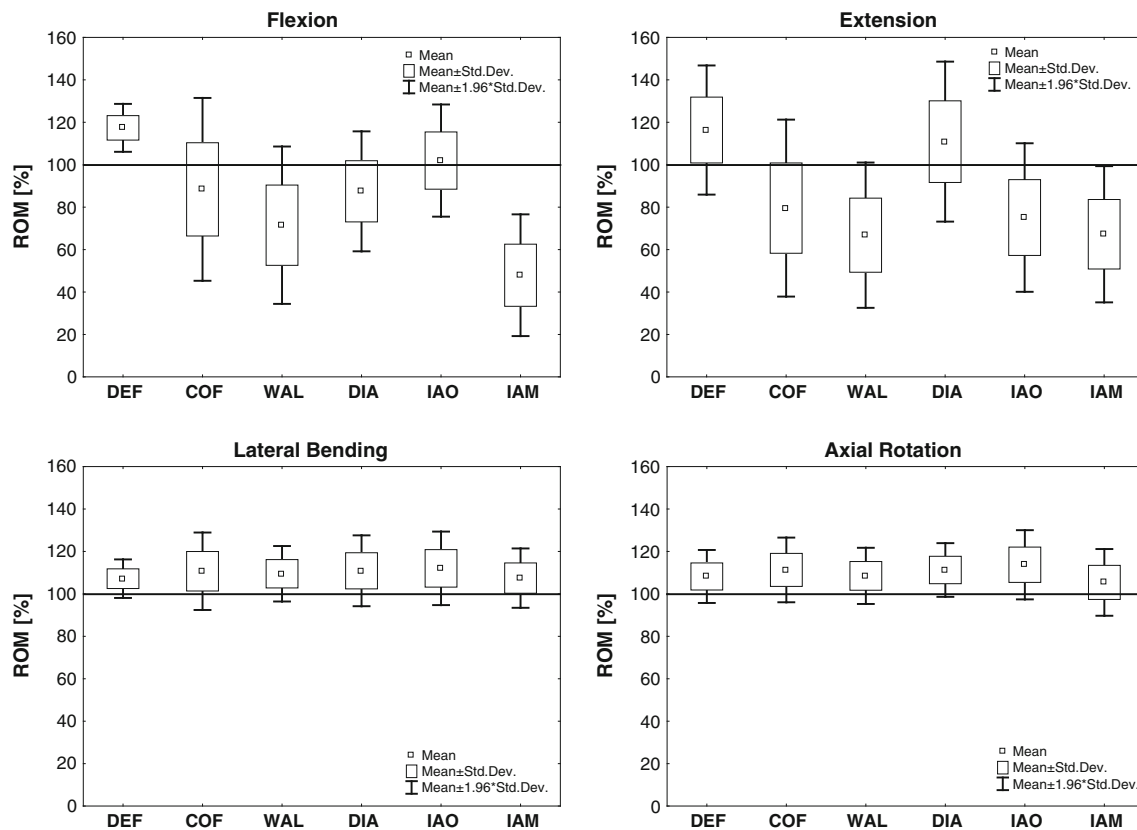 Flexion
160
140
120
100
80
60
40
20
0
ROM [%]
Mean
Mean±Std.Dev.
Mean±1.96*Std.Dev.
DEF COF WAL DIA IAO IAM
Extension
160
140
120
100
80
60
40
20
0
ROM [%]
Mean
Mean±Std.Dev.
Mean±1.96*Std.Dev.
DEF COF WAL DIA IAO IAM
Lateral Bending
160
140
120
100
80
60
40
20
0
ROM [%]
Mean
Mean±Std.Dev.
Mean±1.96*Std.Dev.
DEF COF WAL DIA IAO IAM
Axial Rotation
160
140
120
100
80
60
40
20
0
ROM [%]
Mean
Mean±Std.Dev.
Mean±1.96*Std.Dev.
DEF COF WAL DIA IAO IAM